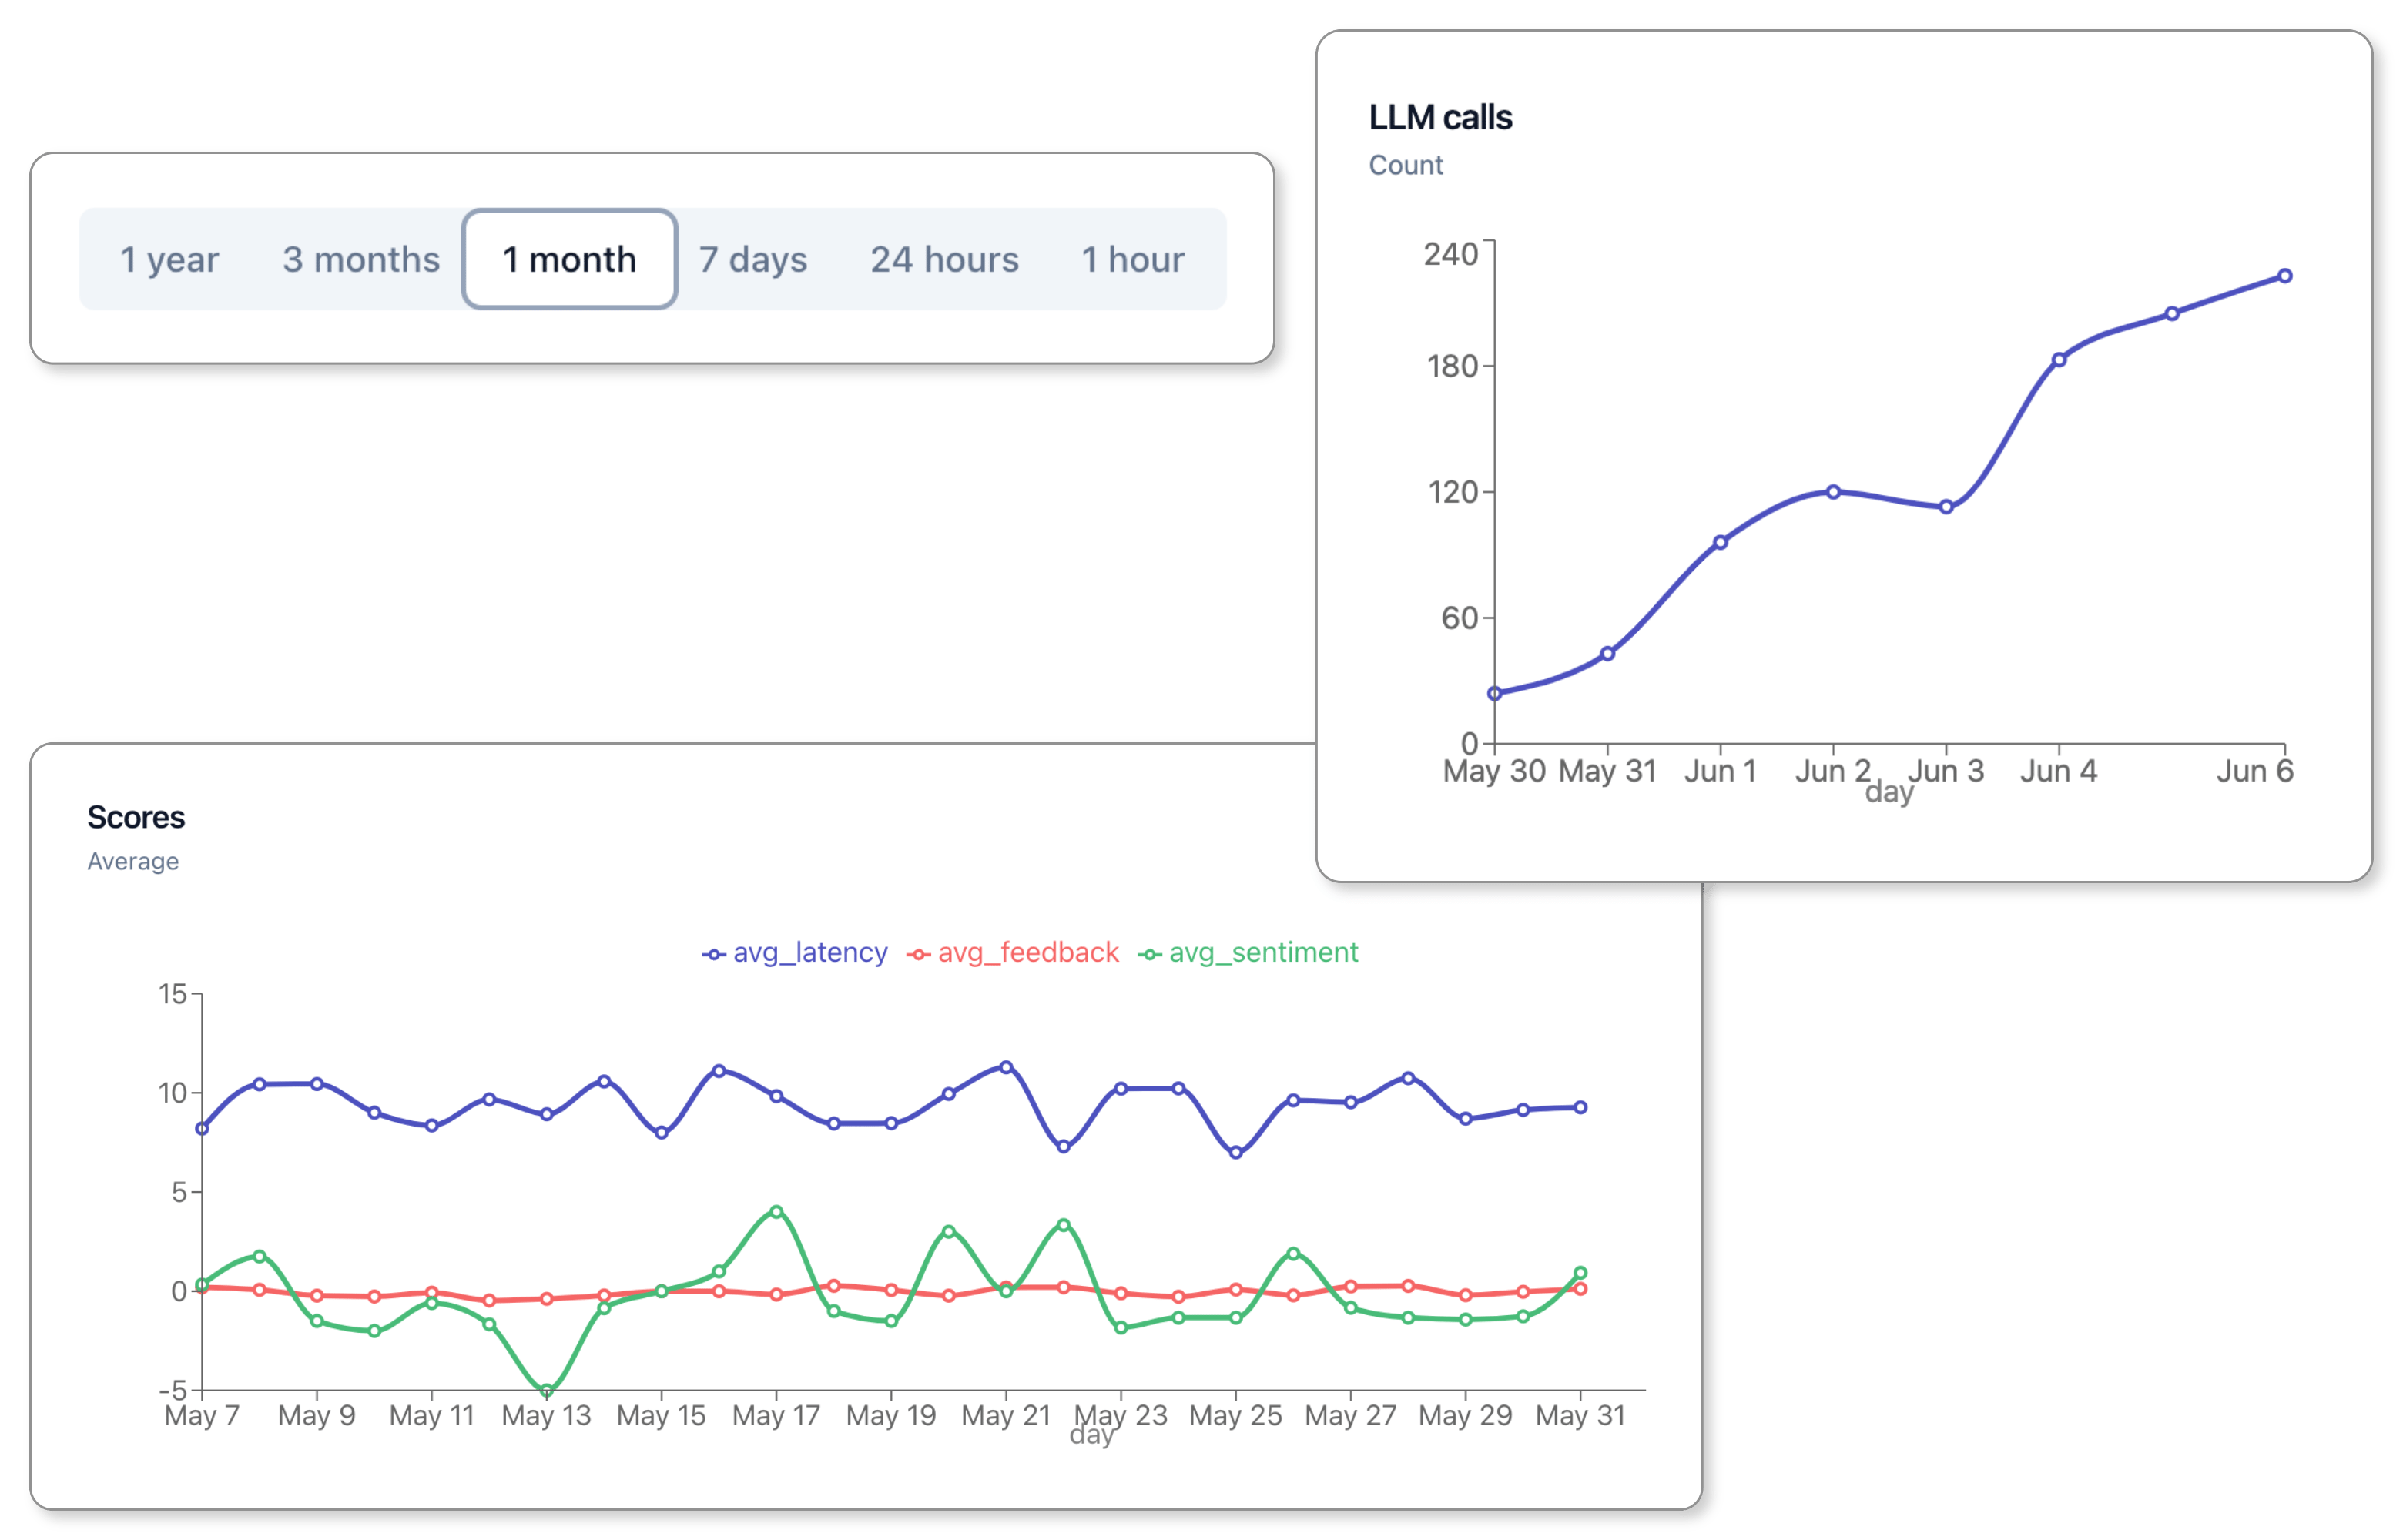 1 year 3 months 1 month 7 days 24 hours 1 hour
LLM calls
Count
240
180
120
60
0
May 30 May 31 Jun 1 Jun 2 Jun 3 Jun 4 Jun 6
day
Scores
Average
avg_latency avg_feedback avg_sentiment
15
10
5
0
-5
May 7 May 9 May 11 May 13 May 15 May 17 May 19 May 21 May 23 May 25 May 27 May 29 May 31
day